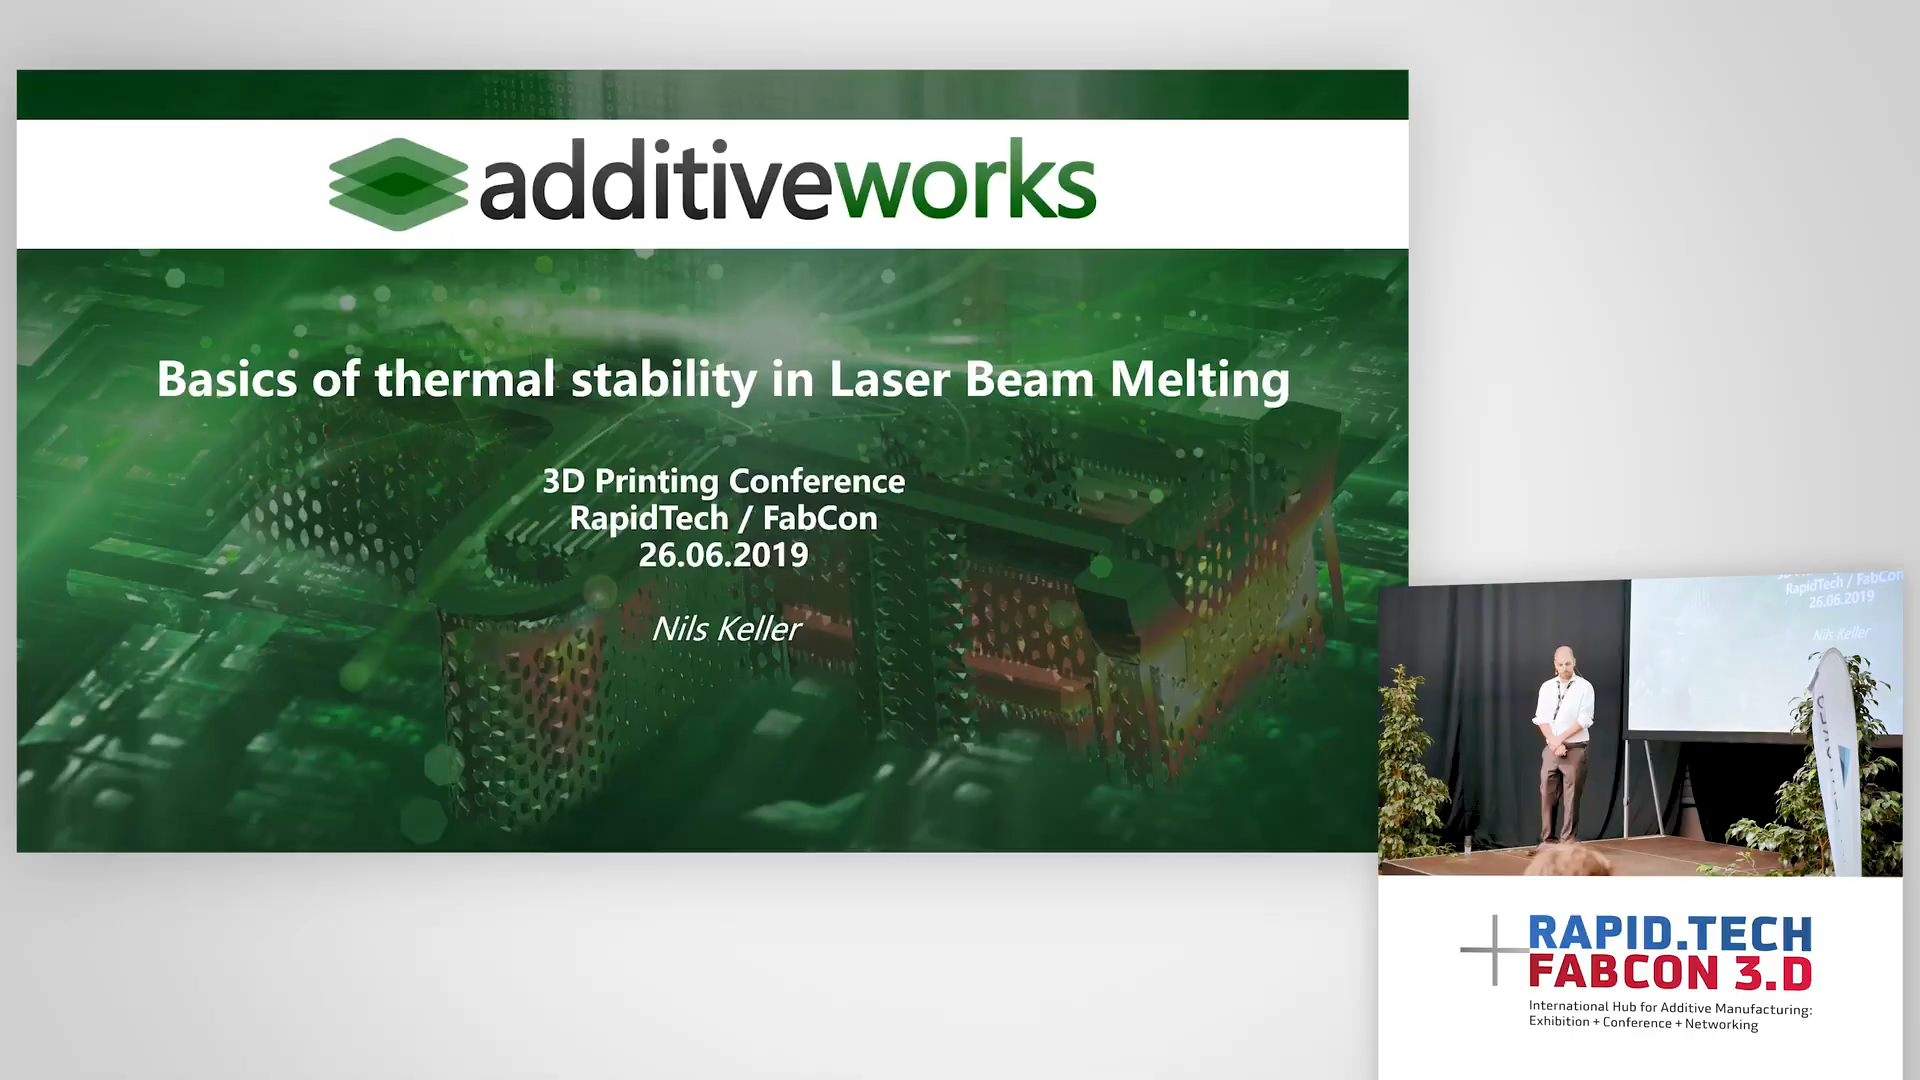 additiveworks
Basics of thermal stability in Laser Beam Melting
3D Printing Conference
RapidTech / FabCon
26.06.2019
Nils Keller
RapidTech / FabCon
26.06.2019
Nils Keller
RAPID.TECH
FABCON 3.D
International Hub for Additive Manufacturing:
Exhibition + Conference + Networking